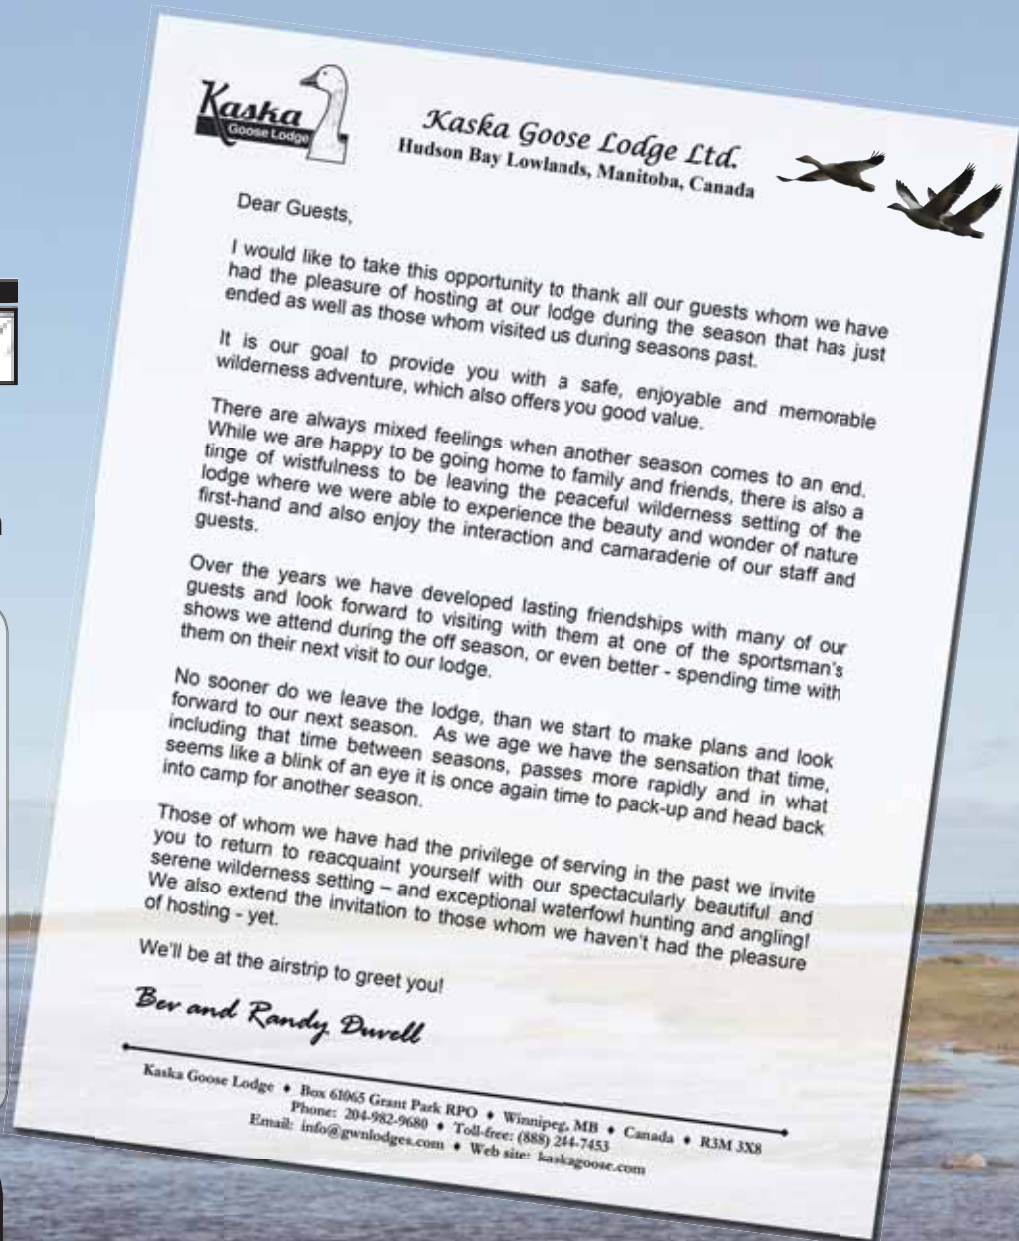 Kaska
Goose Lodge
Kaska Goose Lodge Ltd.
Hudson Bay Lowlands, Manitoba, Canada
Dear Guests,
I would like to take this opportunity to thank all our guests whom we have
had the pleasure of hosting at our lodge during the season that has just
ended as well as those whom visited us during seasons past.
It is our goal to provide you with a safe, enjoyable and memorable
wilderness adventure, which also offers you good value.
There are always mixed feelings when another season comes to an end.
While we are happy to be going home to family and friends, there is also a
tinge of wistfulness to be leaving the peaceful wilderness setting of the
lodge where we were able to experience the beauty and wonder of nature
first-hand and also enjoy the interaction and camaraderie of our staff and
guests.
Over the years we have developed lasting friendships with many of our
guests and look forward to visiting with them at one of the sportsman's
shows we attend during the off season, or even better - spending time with
them on their next visit to our lodge.
No sooner do we leave the lodge, than we start to make plans and look
forward to our next season. As we age we have the sensation that time,
including that time between seasons, passes more rapidly and in what
seems like a blink of an eye it is once again time to pack-up and head back
into camp for another season.
Those of whom we have had the privilege of serving in the past we invite
you to return to reacquaint yourself with our spectacularly beautiful and
serene wilderness setting – and exceptional waterfowl hunting and angling!
We also extend the invitation to those whom we haven't had the pleasure
of hosting - yet.
We'll be at the airstrip to greet you!
Bev and Randy Duvell
Kaska Goose Lodge ♦ Box 61065 Grant Park RPO ♦ Winnipeg, MB ♦ Canada ♦ R3M 3X8
Phone: 204-982-9680 ♦ Toll-free: (888) 244-7453
Email: info@gwnlodges.com ♦ Web site: kaskagoose.com